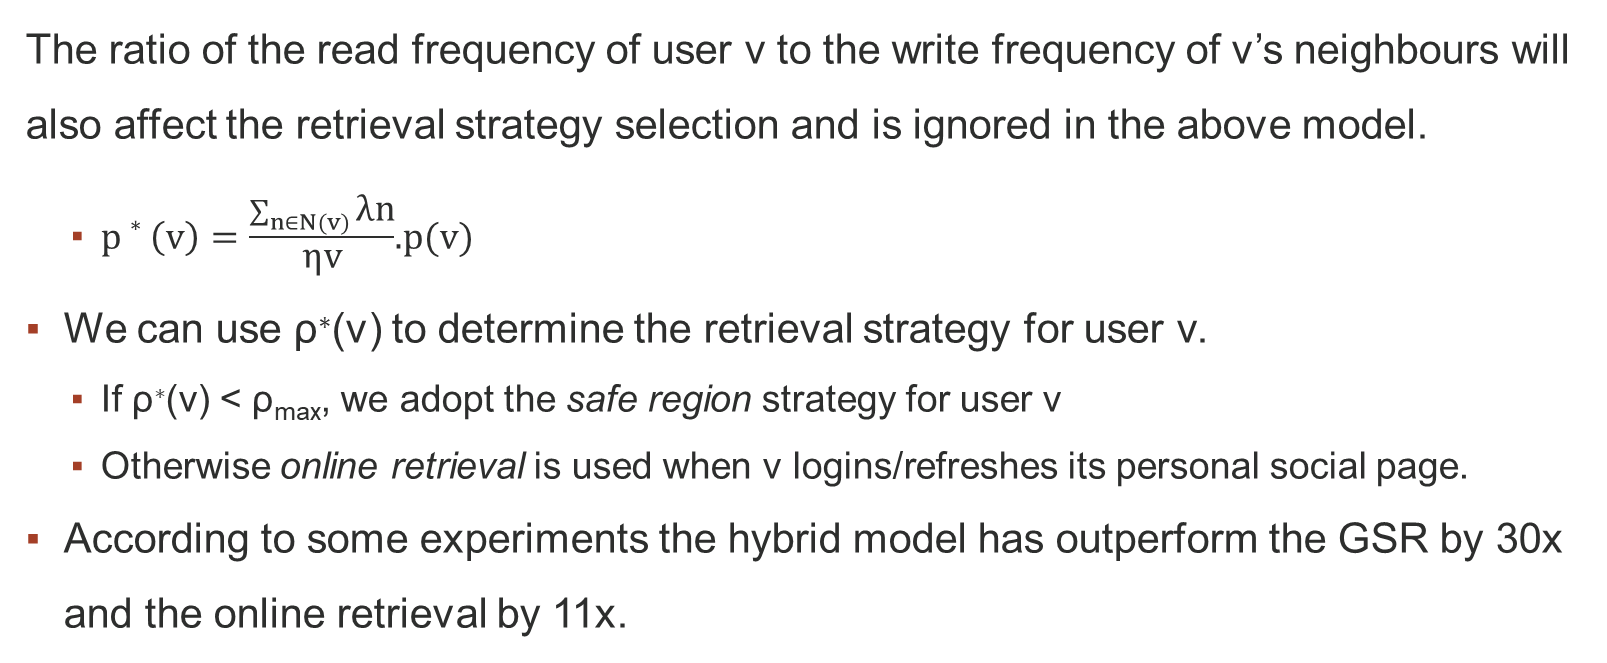 The ratio of the read frequency of user v to the write frequency of v’s neighbours will
also affect the retrieval strategy selection and is ignored in the above model.
▪ p * (v) = \frac{Σ_{n∈N(v)} λn}{ηv} .p(v)
▪ We can use ρ*(v) to determine the retrieval strategy for user v.
▪ If ρ*(v) < ρ_{max}, we adopt the safe region strategy for user v
▪ Otherwise online retrieval is used when v logins/refreshes its personal social page.
▪ According to some experiments the hybrid model has outperform the GSR by 30x
and the online retrieval by 11x.